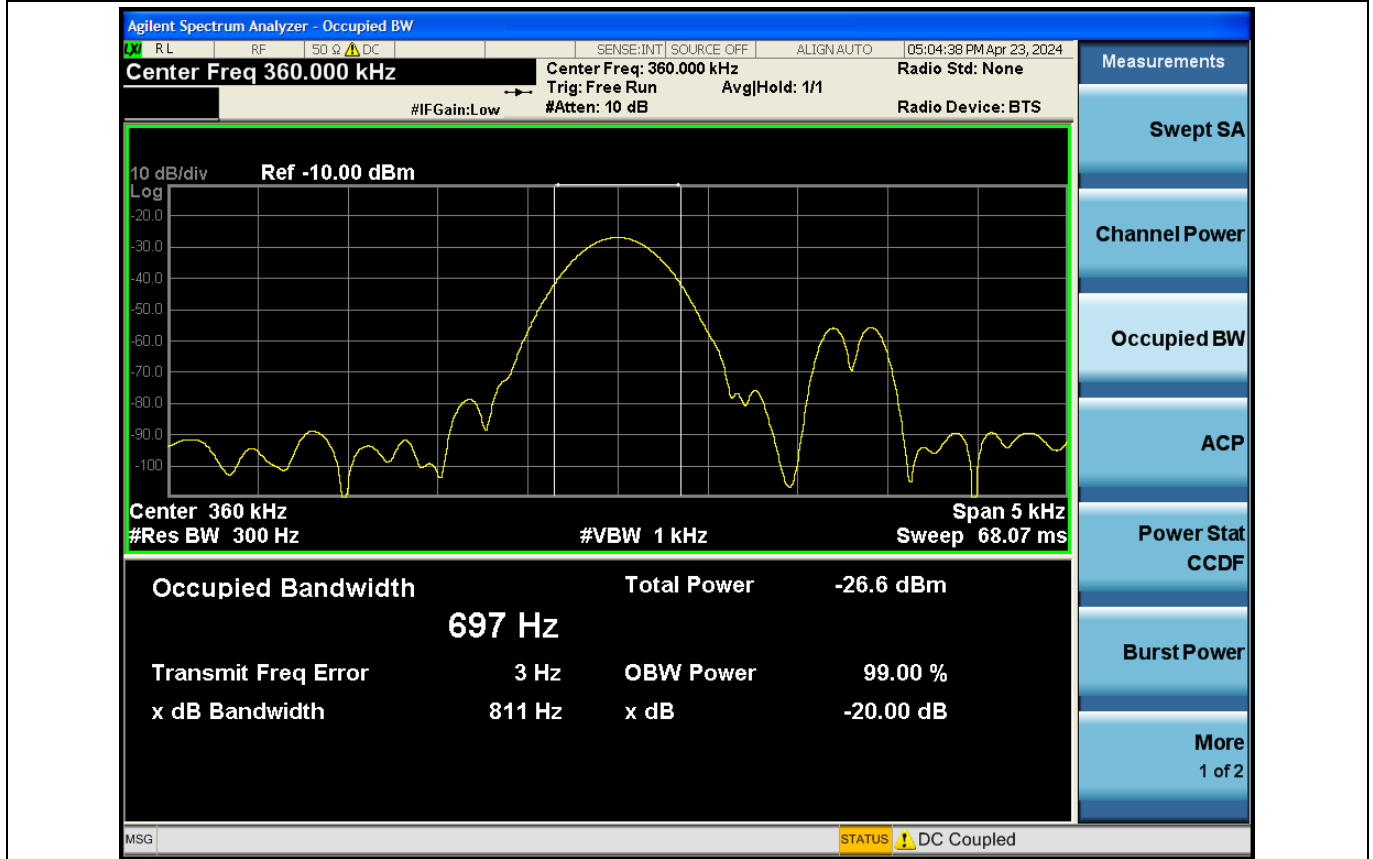 Agilent Spectrum Analyzer - Occupied BW
LXI RL RF 50 Ω DC SENSE:INT SOURCE OFF ALIGN AUTO 05:04:38 PM Apr 23, 2024
Center Freq 360.000 kHz
Center Freq: 360.000 kHz Radio Std: None
Trig: Free Run Avg|Hold: 1/1
#IFGain:Low #Atten: 10 dB Radio Device: BTS
10 dB/div Ref -10.00 dBm
Log
-20.0
-30.0
-40.0
-50.0
-60.0
-70.0
-80.0
-90.0
-100
Center 360 kHz Span 5 kHz
#Res BW 300 Hz #VBW 1 kHz Sweep 68.07 ms
Occupied Bandwidth Total Power -26.6 dBm
697 Hz
Transmit Freq Error 3 Hz OBW Power 99.00 %
x dB Bandwidth 811 Hz x dB -20.00 dB
Measurements
Swept SA
Channel Power
Occupied BW
ACP
Power Stat
CCDF
Burst Power
More
1 of 2
MSG STATUS DC Coupled